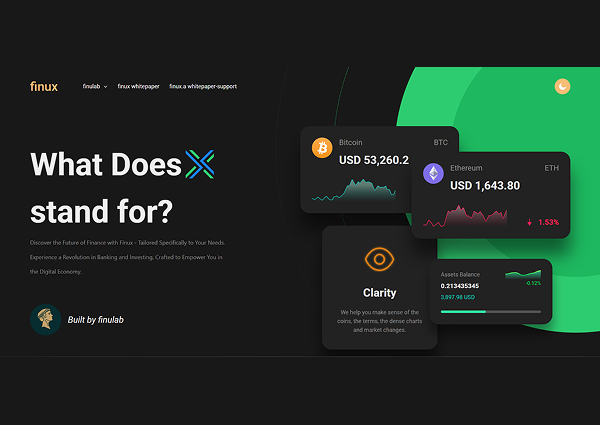 finux
finulab
finux whitepaper
finux a whitepaper-support
What Does
stand for?
Discover the Future of Finance with Finux - Tailored Specifically to Your Needs.
Experience a Revolution in Banking and Investing, Crafted to Empower You in
the Digital Economy.
Built by finulab
Bitcoin
BTC
USD 53,260.2
Ethereum
ETH
USD 1,643.80
1.53%
Clarity
We help you make sense of the
coins, the terms, the dense charts
and market changes.
Assets Balance
0.213435345
3,897.98 USD
-0.12%